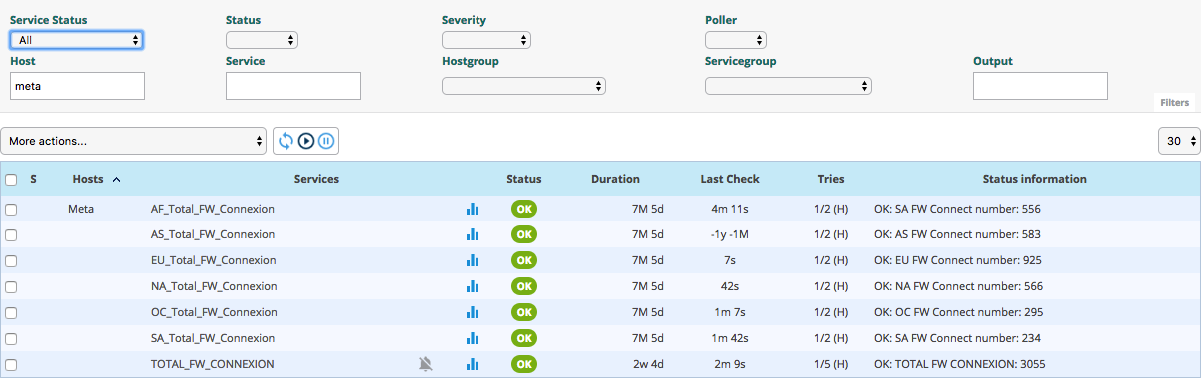 Service Status Status Severity Poller
All
Host Service Hostgroup Servicegroup Output
meta
Filters
More actions... 30
S Hosts Services Status Duration Last Check Tries Status information
Meta AF_Total_FW_Connexion OK 7M 5d 4m 11s 1/2 (H) OK: SA FW Connect number: 556
AS_Total_FW_Connexion OK 7M 5d -1y -1M 1/2 (H) OK: AS FW Connect number: 583
EU_Total_FW_Connexion OK 7M 5d 7s 1/2 (H) OK: EU FW Connect number: 925
NA_Total_FW_Connexion OK 7M 5d 42s 1/2 (H) OK: NA FW Connect number: 566
OC_Total_FW_Connexion OK 7M 5d 1m 7s 1/2 (H) OK: OC FW Connect number: 295
SA_Total_FW_Connexion OK 7M 5d 1m 42s 1/2 (H) OK: SA FW Connect number: 234
TOTAL_FW_CONNEXION OK 2w 4d 2m 9s 1/5 (H) OK: TOTAL FW CONNEXION: 3055